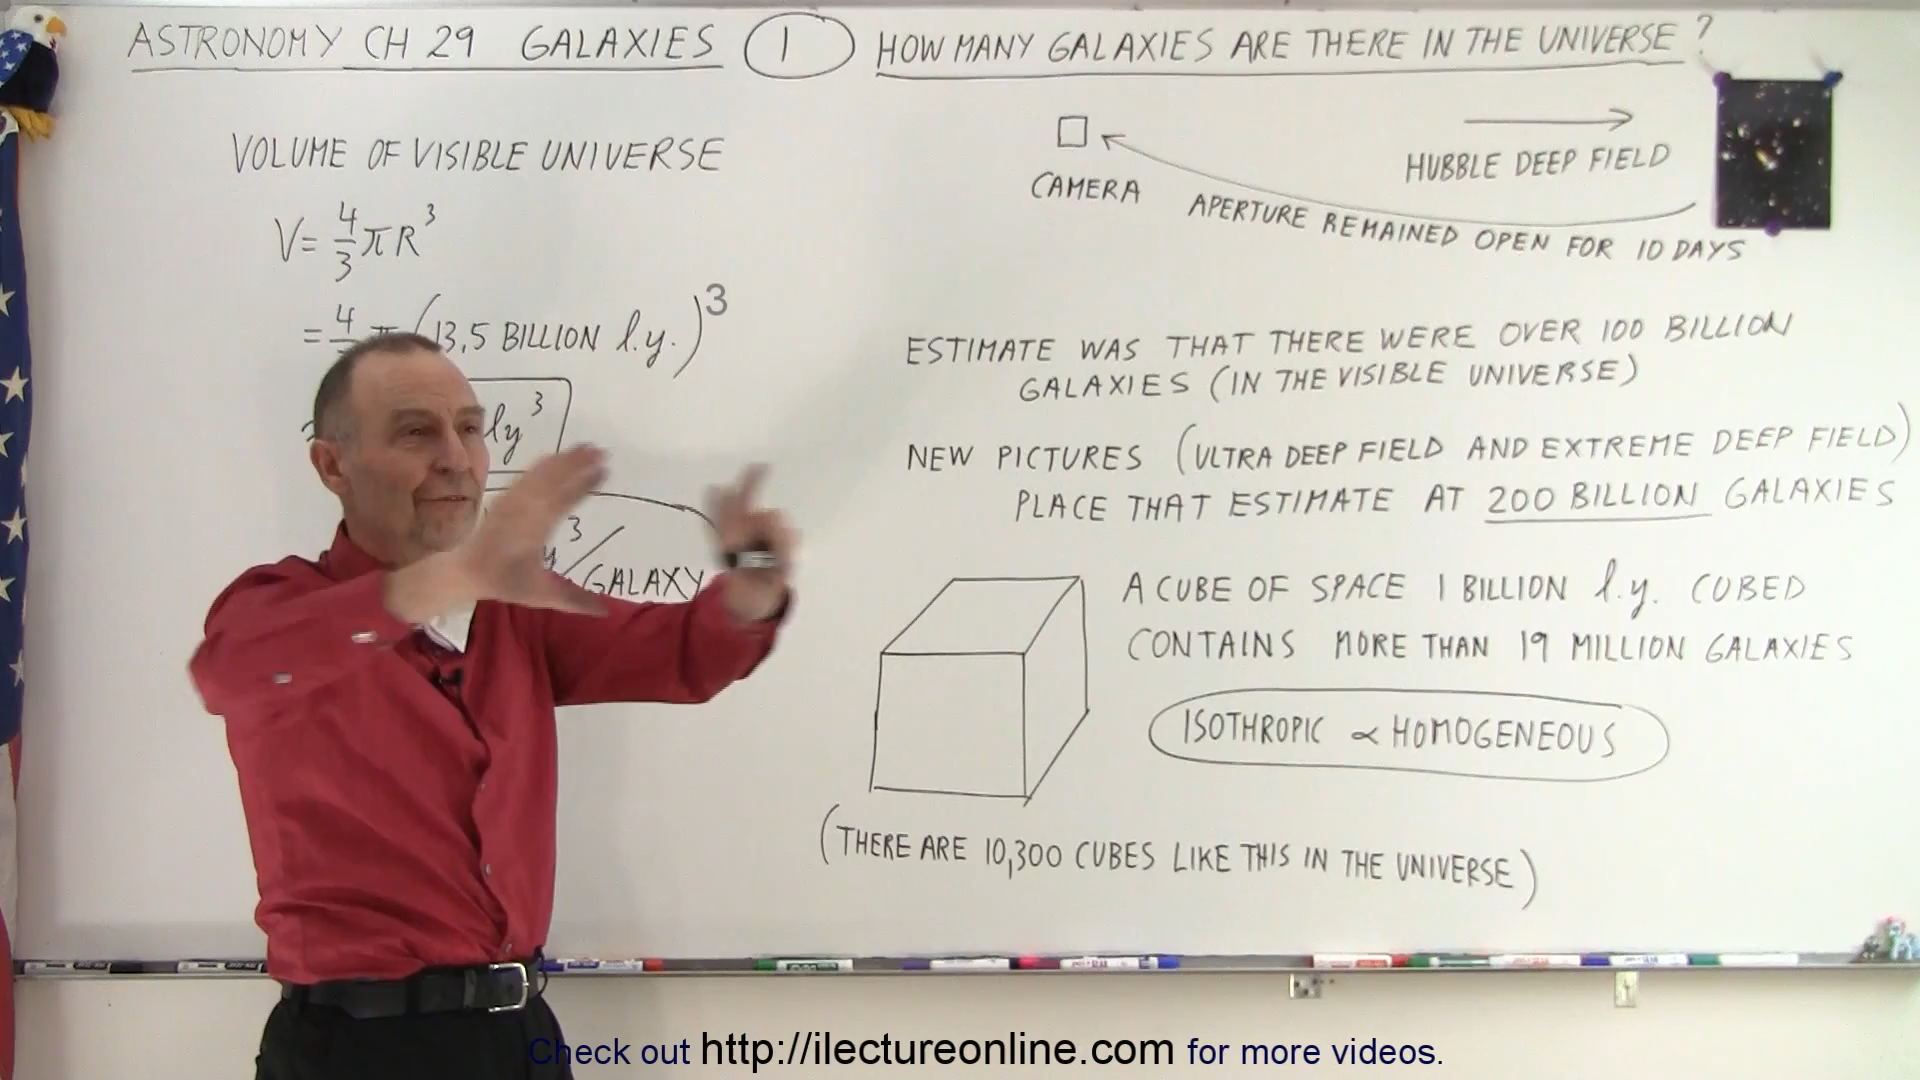 ASTRONOMY CH 29 GALAXIES 1 HOW MANY GALAXIES ARE THERE IN THE UNIVERSE?
VOLUME OF VISIBLE UNIVERSE
V = 4/3 π R³
= 4 π (13,5 BILLION l.y.)³
ly³
³/GALAXY
CAMERA
HUBBLE DEEP FIELD
APERTURE REMAINED OPEN FOR 10 DAYS
ESTIMATE WAS THAT THERE WERE OVER 100 BILLION
GALAXIES (IN THE VISIBLE UNIVERSE)
NEW PICTURES (ULTRA DEEP FIELD AND EXTREME DEEP FIELD)
PLACE THAT ESTIMATE AT 200 BILLION GALAXIES
A CUBE OF SPACE 1 BILLION l.y. CUBED
CONTAINS MORE THAN 19 MILLION GALAXIES
ISOTHROPIC ∝ HOMOGENEOUS
(THERE ARE 10,300 CUBES LIKE THIS IN THE UNIVERSE)
Check out http://ilectureonline.com for more videos.